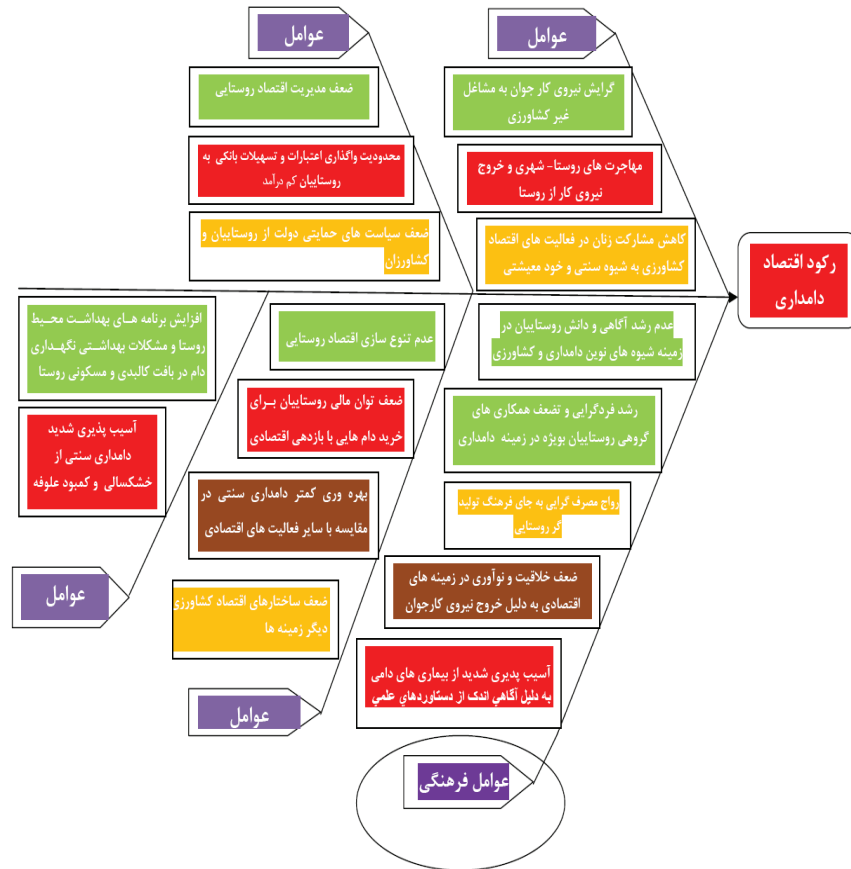 عوامل
عوامل
گرایش نیروی کار جوان به مشاغل
غیر کشاورزی
ضعف مدیریت اقتصاد روستایی
مهاجرت های روستا- شهری و خروج
نیروی کار از روستا
محدودیت واگذاری اعتبارات و تسهیلات بانکی به
روستاییان کم درآمد
کاهش مشارکت زنان در فعالیت های اقتصاد
کشاورزی به شیوه سنتی و خود معیشتی
ضعف سیاست های حمایتی دولت از روستاییان و
کشاورزان
رکود اقتصاد
دامداری
عدم رشد آگاهی و دانش روستاییان در
زمینه شیوه های نوین دامداری و کشاورزی
عدم تنوع سازی اقتصاد روستایی
افزایش برنامه های بهداشت محیط
روستا و مشکلات بهداشتی نگهداری
دام در بافت کالبدی و مسکونی روستا
رشد فردگرایی و تضعف همکاری های
گروهی روستاییان بویژه در زمینه دامداری
ضعف توان مالی روستاییان برای
خرید دام هایی با بازدهی اقتصادی
آسیب پذیری شدید
دامداری سنتی از
خشکسالی و کمبود علوفه
رواج مصرف گرایی به جای فرهنگ تولید
گر روستایی
بهره وری کمتر دامداری سنتی در
مقایسه با سایر فعالیت های اقتصادی
ضعف خلاقیت و نوآوری در زمینه های
اقتصادی به دلیل خروج نیروی کارجوان
عوامل
ضعف ساختارهای اقتصاد کشاورزی
دیگر زمینه ها
آسیب پدیری شدید از بیماری های دامی
به دلیل آگاهي اندک از دستاوردهاي علمي
عوامل
عوامل فرهنگی